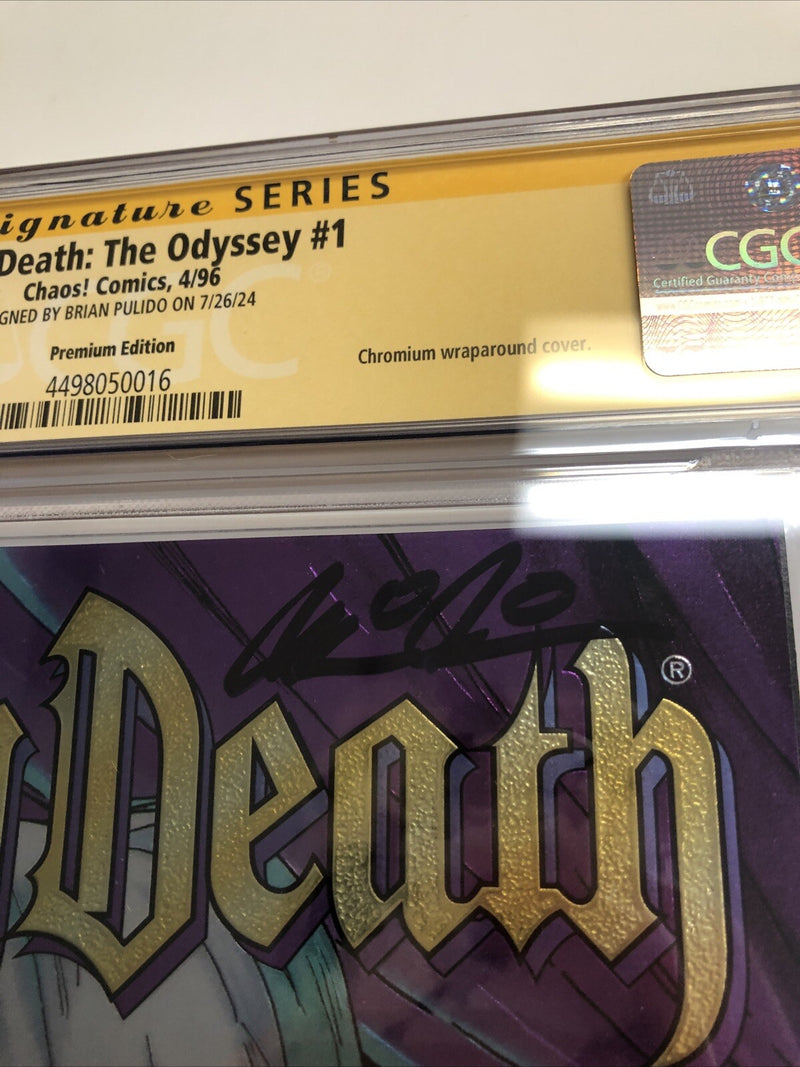 ignature SERIES
Death: The Odyssey #1
Chaos! Comics, 4/96
GNED BY BRIAN PULIDO ON 7/26/24
Premium Edition
Chromium wraparound cover.
4498050016
CGC
Certified Guaranty
Death®